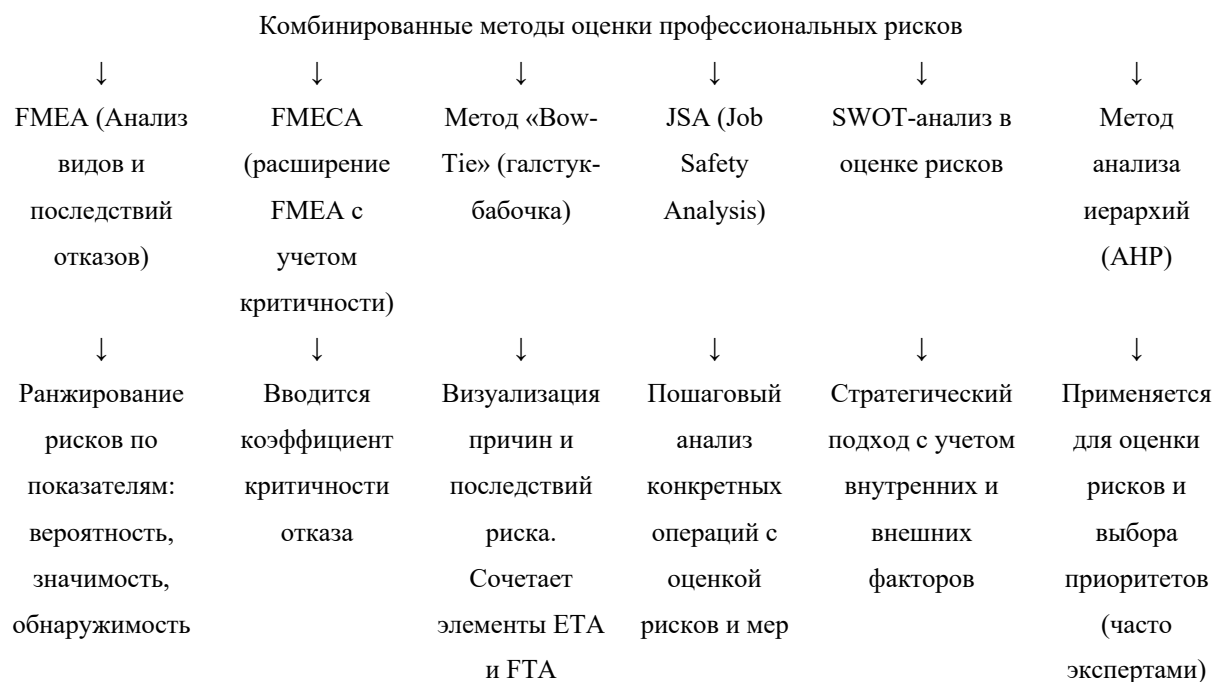 Комбинированные методы оценки профессиональных рисков
↓ ↓ ↓ ↓ ↓ ↓
FMEA (Анализ
видов и
последствий
отказов)
FMECA
(расширение
FMEA с
учетом
критичности)
Метод «Bow-
Tie» (галстук-
бабочка)
JSA (Job
Safety
Analysis)
SWOT-анализ в
оценке рисков
Метод
анализа
иерархий
(AHP)
↓ ↓ ↓ ↓ ↓ ↓
Ранжирование
рисков по
показателям:
вероятность,
значимость,
обнаружимость
Вводится
коэффициент
критичности
отказа
Визуализация
причин и
последствий
риска.
Сочетает
элементы ETA
и FTA
Пошаговый
анализ
конкретных
операций с
оценкой
рисков и мер
Стратегический
подход с учетом
внутренних и
внешних
факторов
Применяется
для оценки
рисков и
выбора
приоритетов
(часто
экспертами)